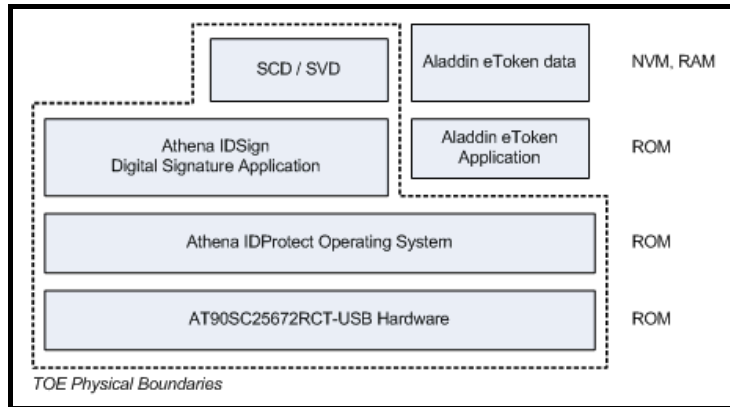 SCD / SVD
Aladdin eToken data
NVM, RAM
Athena IDSign
Digital Signature Application
Aladdin eToken
Application
ROM
Athena IDProtect Operating System
ROM
AT90SC25672RCT-USB Hardware
ROM
TOE Physical Boundaries